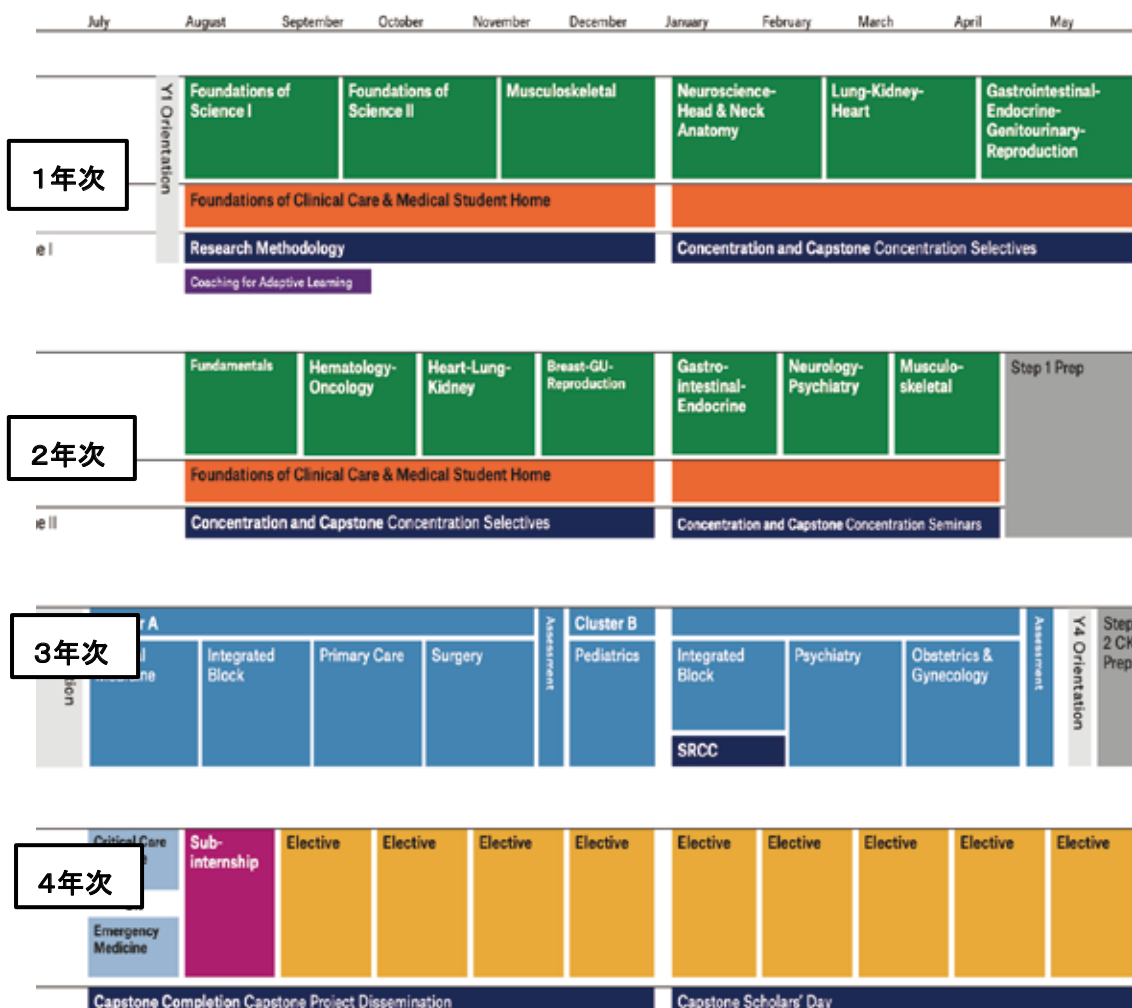 July August September October November December January February March April May
Y1 Orientation
Foundations of
Science I
Foundations of
Science II
Musculoskeletal
Neuroscience-
Head & Neck
Anatomy
Lung-Kidney-
Heart
Gastrointestinal-
Endocrine-
Genitourinary-
Reproduction
1年次
Foundations of Clinical Care & Medical Student Home
e I
Research Methodology
Concentration and Capstone Concentration Selectives
Coaching for Adaptive Learning
Fundamentals
Hematology-
Oncology
Heart-Lung-
Kidney
Breast-GU-
Reproduction
Gastro-
intestinal-
Endocrine
Neurology-
Psychiatry
Musculo-
skeletal
Step 1 Prep
2年次
Foundations of Clinical Care & Medical Student Home
e II
Concentration and Capstone Concentration Selectives
Concentration and Capstone Concentration Seminars
3年次
r A
Integrated
Block
Primary Care
Surgery
Assessment
Cluster B
Pediatrics
Integrated
Block
SRCC
Psychiatry
Obstetrics &
Gynecology
Assessment
Y4 Orientation
Step
2 CK
Prep
4年次
Critical Care
Emergency
Medicine
Sub-
internship
Elective
Elective
Elective
Elective
Elective
Elective
Elective
Elective
Elective
Capstone Completion Capstone Project Dissemination
Capstone Scholars' Day